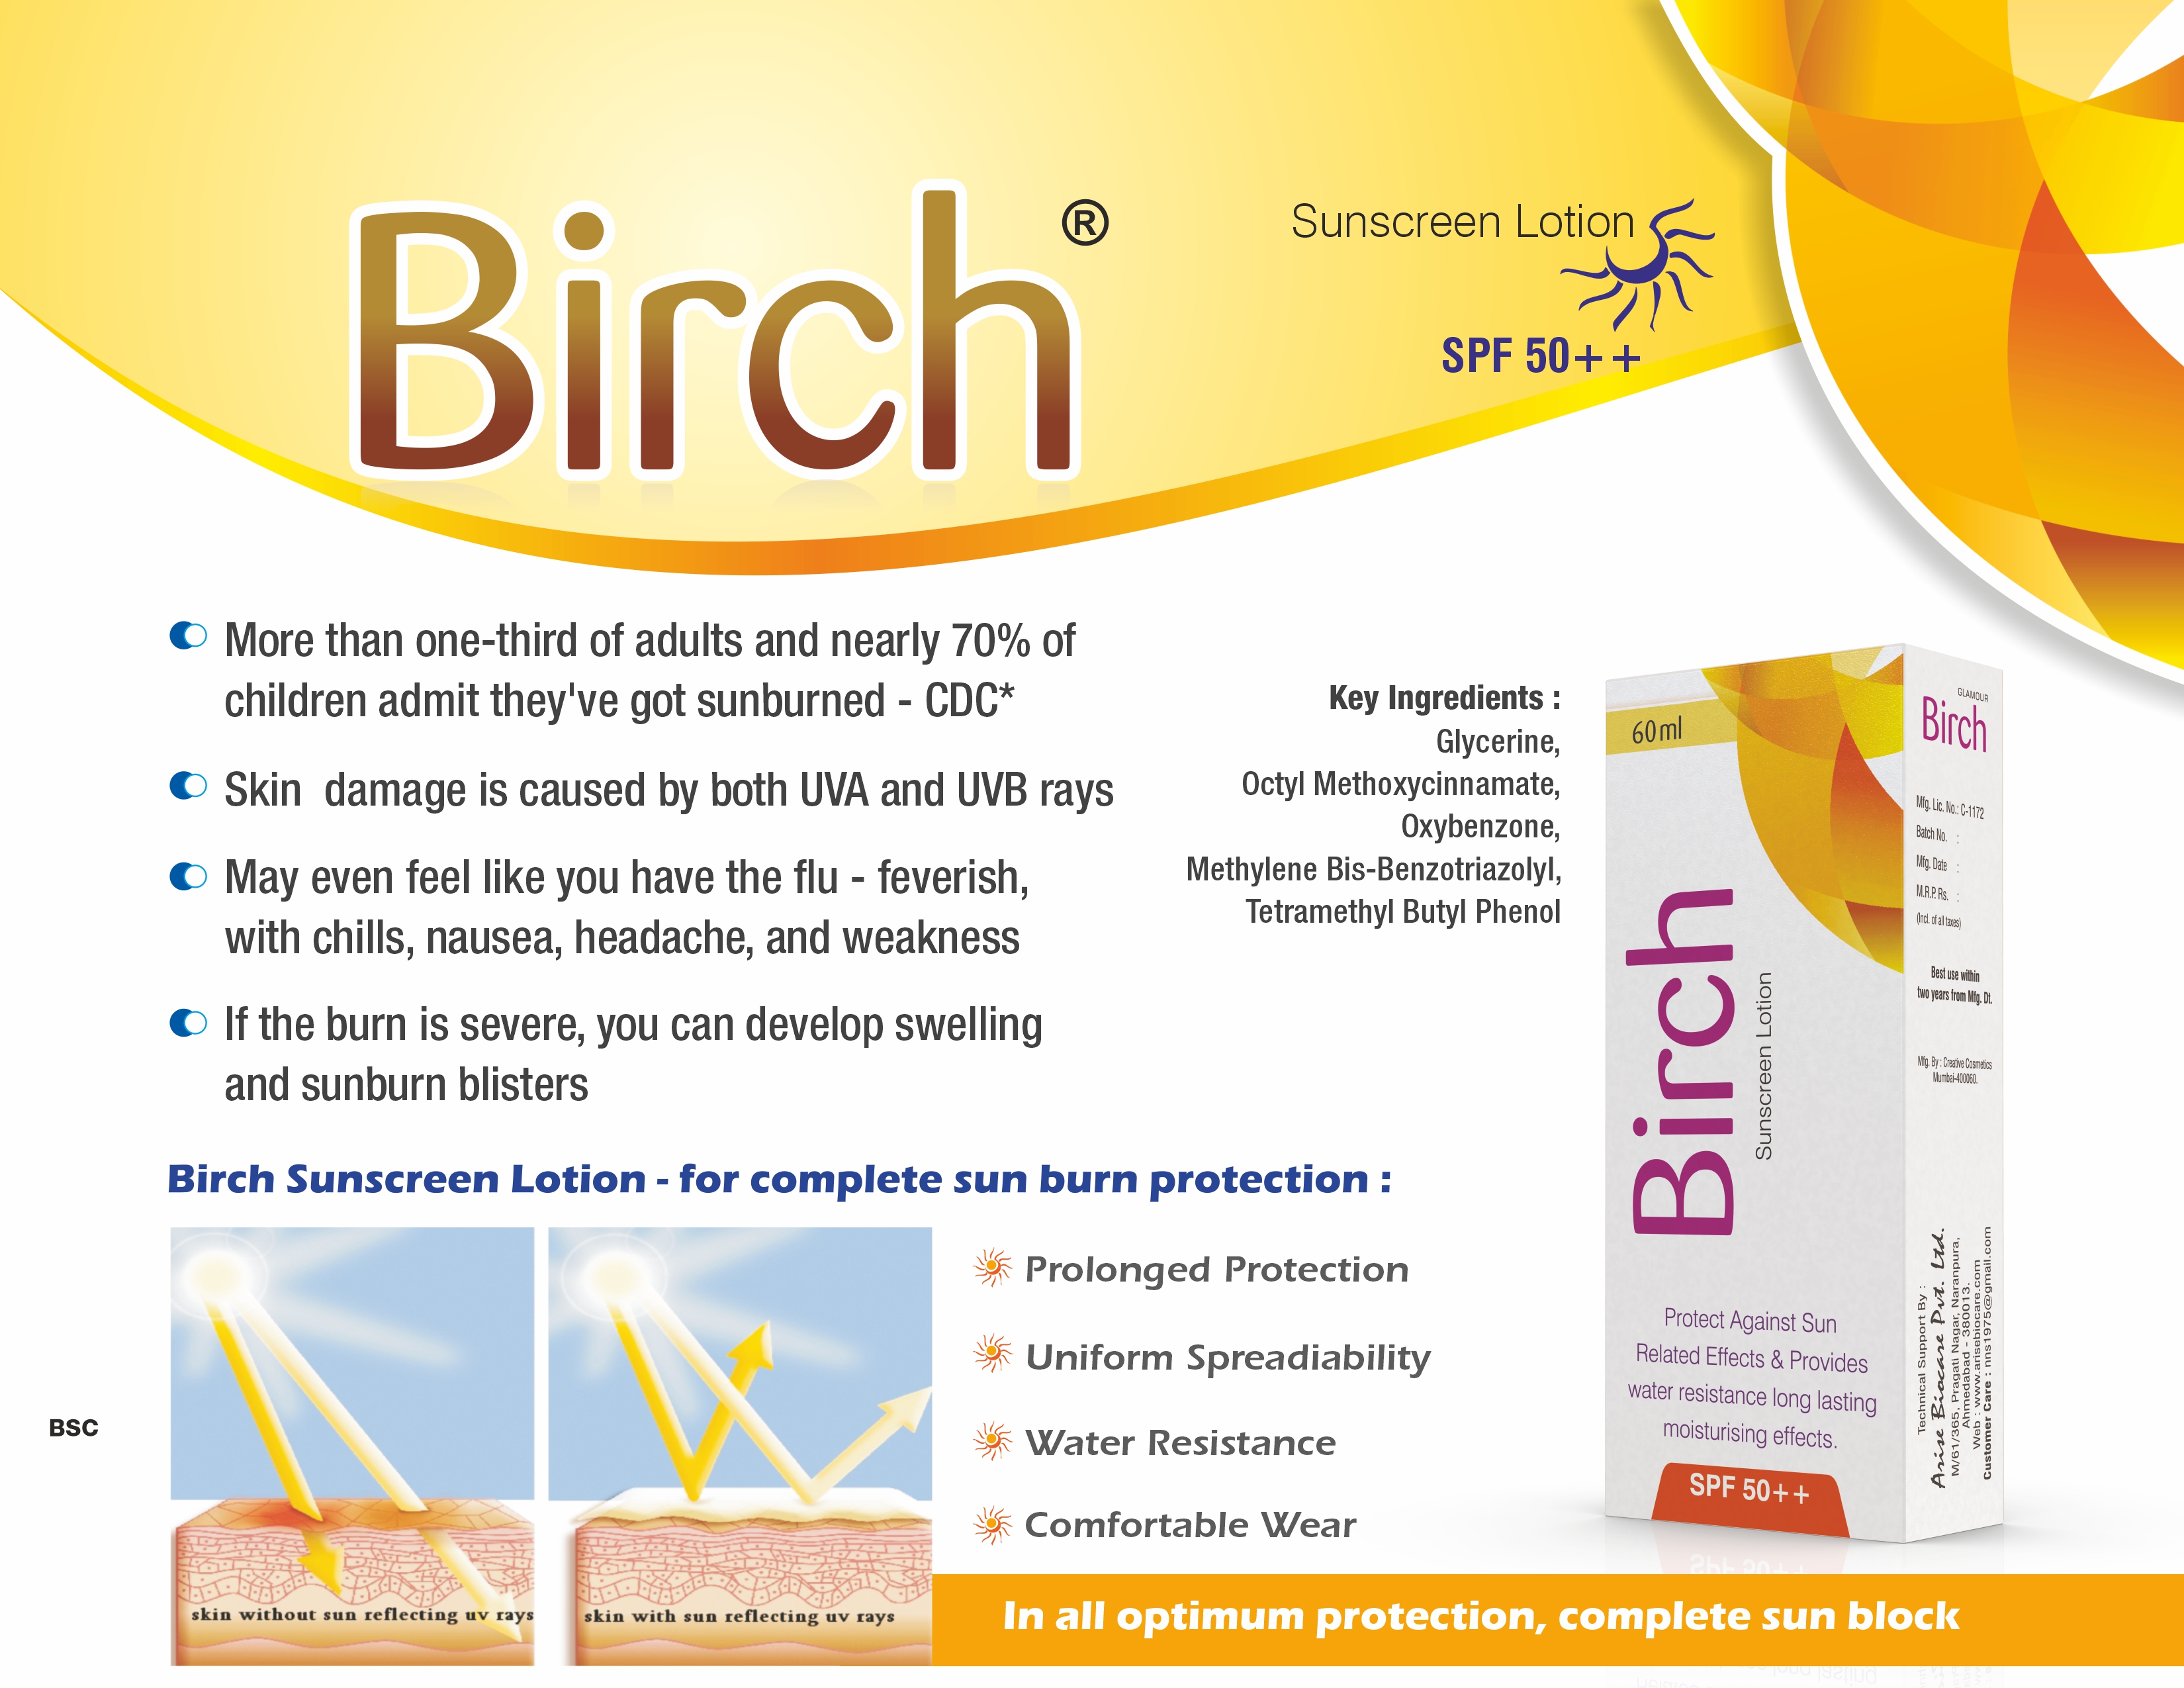 Birch®
Sunscreen Lotion
SPF 50++
More than one-third of adults and nearly 70% of
children admit they've got sunburned - CDC*
Skin  damage is caused by both UVA and UVB rays
May even feel like you have the flu - feverish,
with chills, nausea, headache, and weakness
If the burn is severe, you can develop swelling
and sunburn blisters
Key Ingredients :
Glycerine,
Octyl Methoxycinnamate,
Oxybenzone,
Methylene Bis-Benzotriazolyl,
Tetramethyl Butyl Phenol
Birch Sunscreen Lotion - for complete sun burn protection :
skin without sun reflecting uv rays
skin with sun reflecting uv rays
Prolonged Protection
Uniform Spreadiability
Water Resistance
Comfortable Wear
BSC
In all optimum protection, complete sun block
60ml
Birch
Sunscreen Lotion
Protect Against Sun
Related Effects & Provides
water resistance long lasting
moisturising effects.
SPF 50++
GLAMOUR
Birch
Mfg. Lic. No.: C-1172
Batch No. :
Mfg. Date :
M.R.P. Rs. :
(Incl. of all taxes)
Best use within
two years from Mfg. Dt.
Mfg. By : Creative Cosmetics
Mumbai-400060.
Technical Support By :
Arise Biocare Pvt. Ltd.
M/61/365, Pragati Nagar, Naranpura,
Ahmedabad - 380013.
Web : www.arisebiocare.com
Customer Care : nns1975@gmail.com